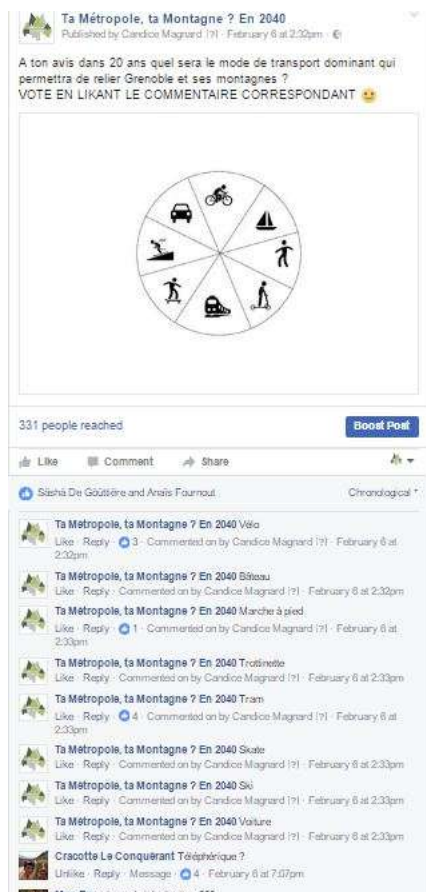 Ta Métropole, ta Montagne ? En 2040
Published by Candice Magnard [?] · February 6 at 2:32pm ·
A ton avis dans 20 ans quel sera le mode de transport dominant qui
permettra de relier Grenoble et ses montagnes ?
VOTE EN LIKANT LE COMMENTAIRE CORRESPONDANT
331 people reached
Boost Post
Like Comment Share
Sāshā De Göüttière and Anaïs Fournout
Chronological
Ta Métropole, ta Montagne ? En 2040 Vélo
Like · Reply · 3 · Commented on by Candice Magnard [?] · February 6 at
2:32pm
Ta Métropole, ta Montagne ? En 2040 Bâteau
Like · Reply · Commented on by Candice Magnard [?] · February 6 at 2:32pm
Ta Métropole, ta Montagne ? En 2040 Marche à pied
Like · Reply · 1 · Commented on by Candice Magnard [?] · February 6 at
2:33pm
Ta Métropole, ta Montagne ? En 2040 Trottinette
Like · Reply · Commented on by Candice Magnard [?] · February 6 at 2:33pm
Ta Métropole, ta Montagne ? En 2040 Tram
Like · Reply · 4 · Commented on by Candice Magnard [?] · February 6 at
2:33pm
Ta Métropole, ta Montagne ? En 2040 Skate
Like · Reply · Commented on by Candice Magnard [?] · February 6 at 2:33pm
Ta Métropole, ta Montagne ? En 2040 Ski
Like · Reply · Commented on by Candice Magnard [?] · February 6 at 2:33pm
Ta Métropole, ta Montagne ? En 2040 Voiture
Like · Reply · Commented on by Candice Magnard [?] · February 6 at 2:33pm
Cracotte Le Conquérant Téléphérique ?
Unlike · Reply · Message · 4 · February 6 at 7:07pm